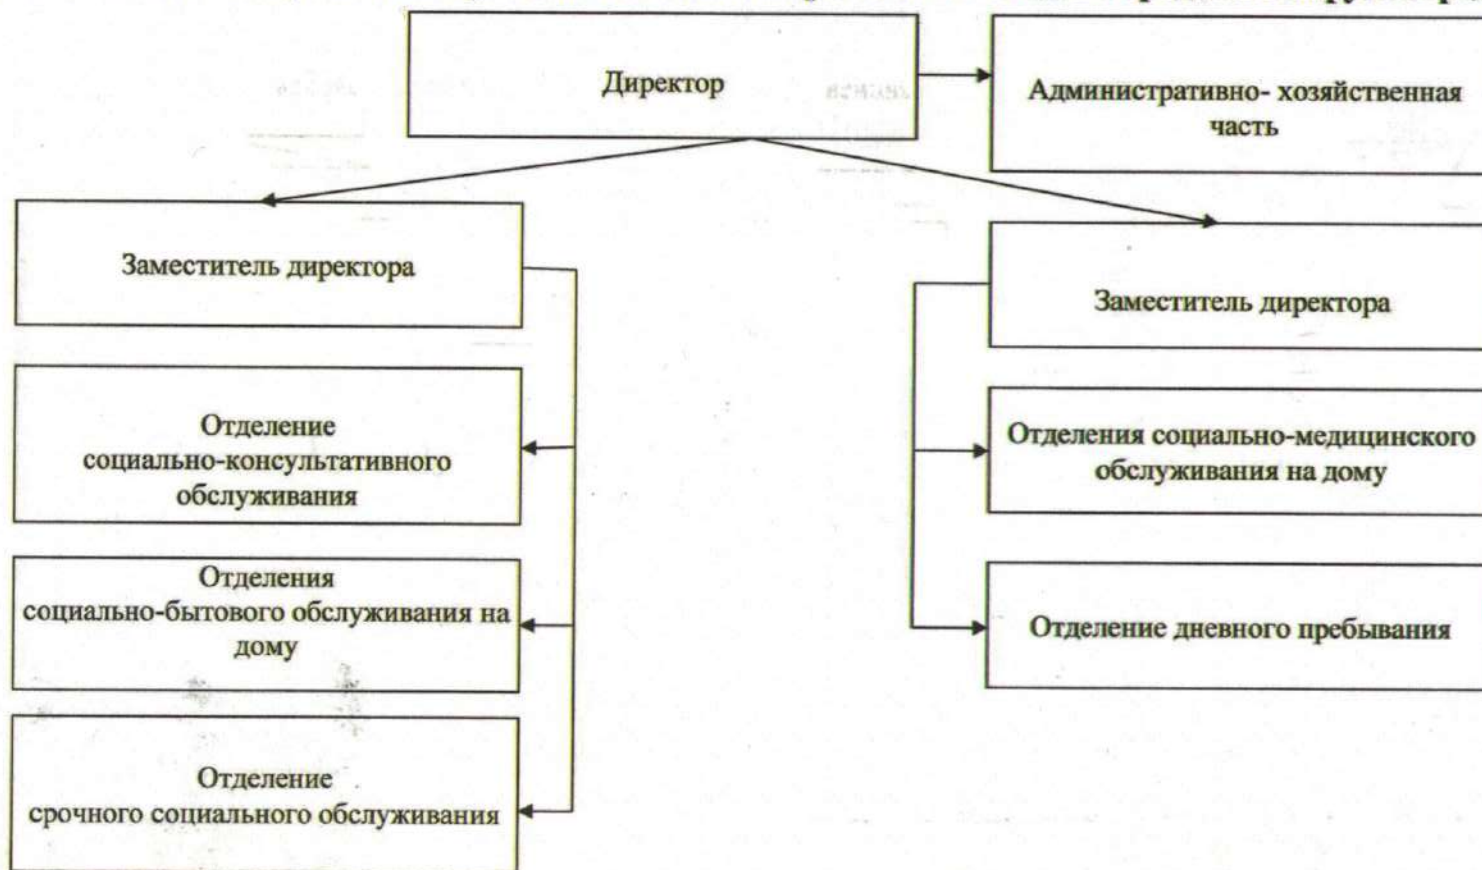 Директор
Административно- хозяйственная
часть
Заместитель директора
Заместитель директора
Отделение
социально-консультативного
обслуживания
Отделения социально-медицинского
обслуживания на дому
Отделения
социально-бытового обслуживания на
дому
Отделение дневного пребывания
Отделение
срочного социального обслуживания